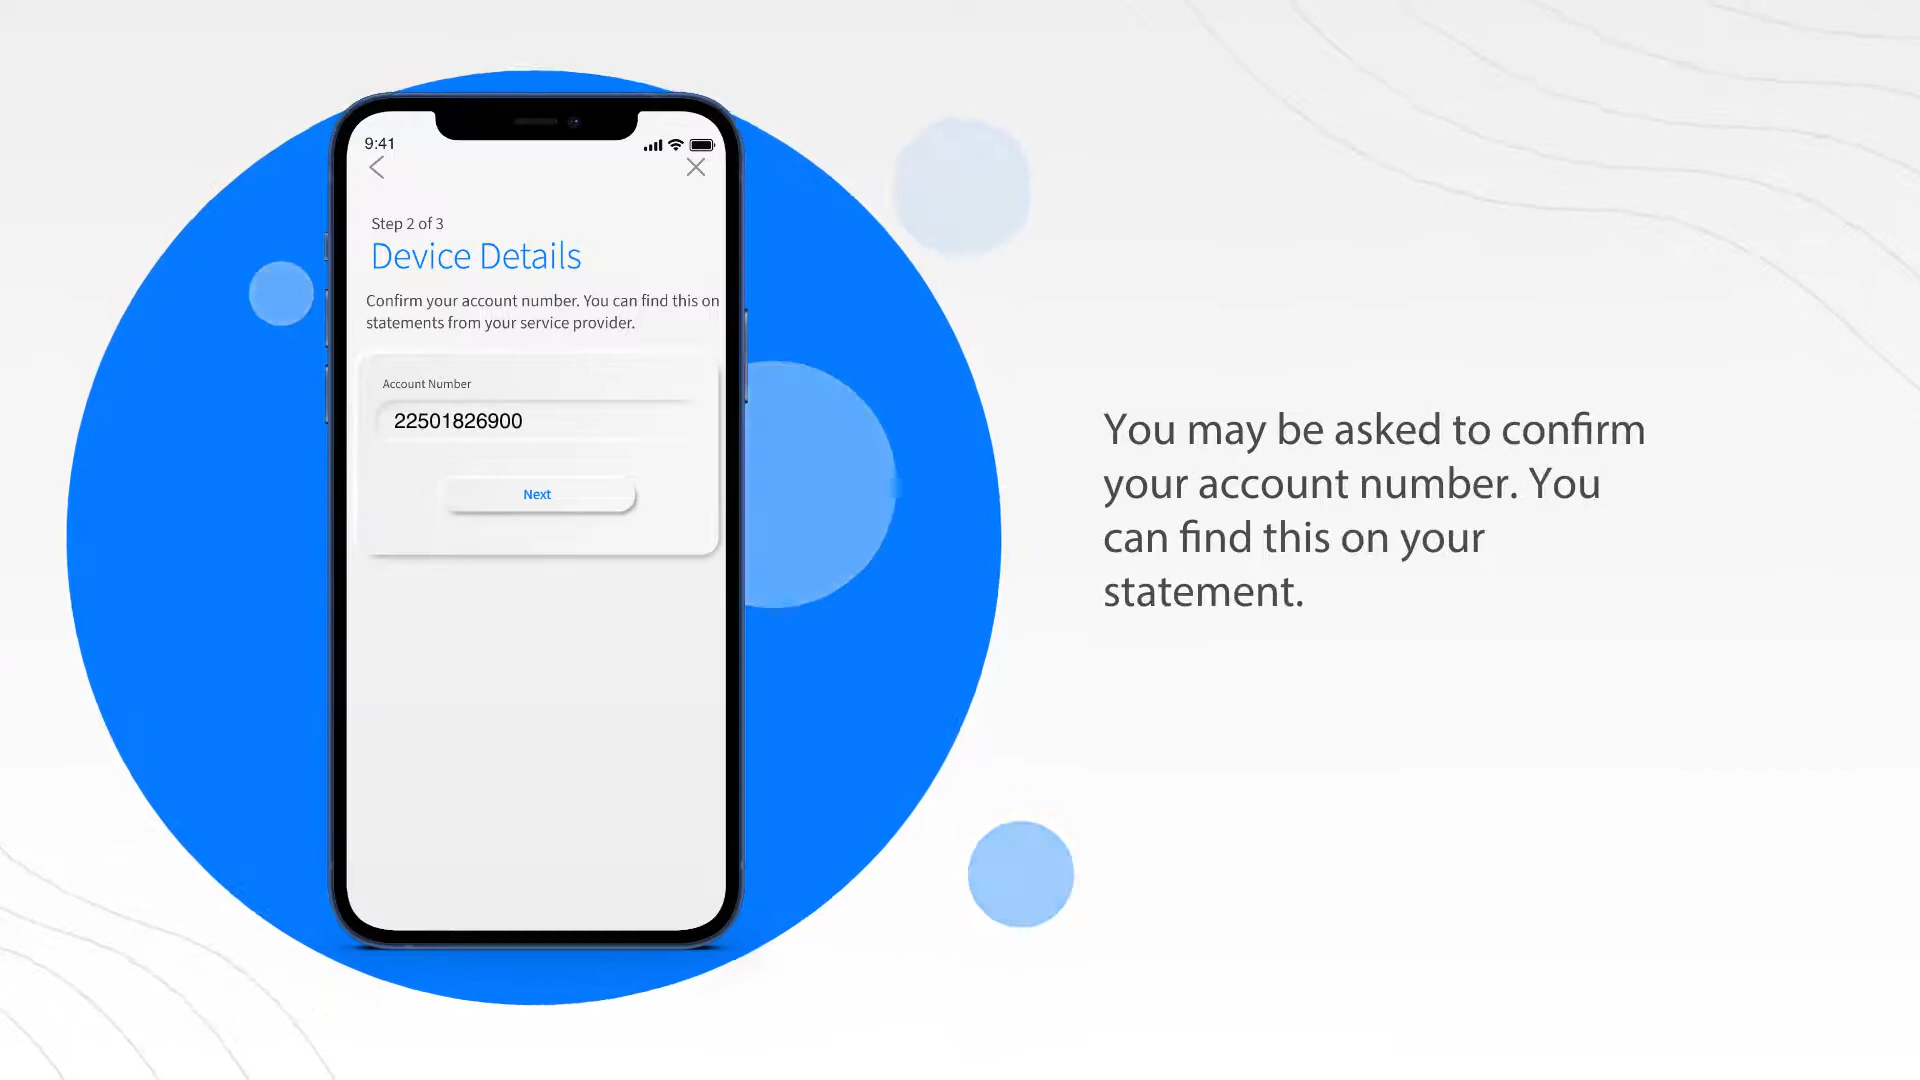 9:41
Step 2 of 3
Device Details
Confirm your account number. You can find this on
statements from your service provider.
Account Number
22501826900
Next
You may be asked to confirm
your account number. You
can find this on your
statement.